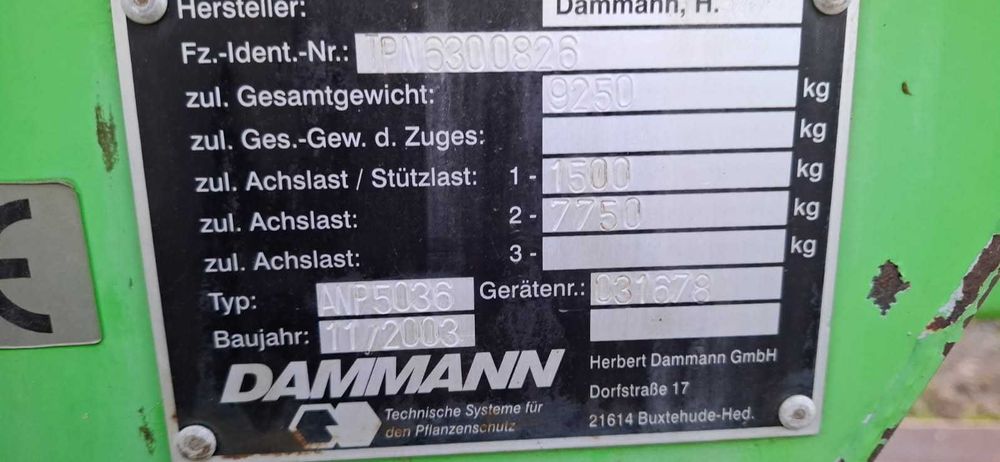 Hersteller: Dammann, H.
Fz.-Ident.-Nr.: TPN6300826
zul. Gesamtgewicht: 9250 kg
zul. Ges.-Gew. d. Zuges: kg
zul. Achslast / Stützlast: 1 - 1500 kg
zul. Achslast: 2 - 7750 kg
zul. Achslast: 3 - kg
Typ: ANP5036 Gerätenr.: 031678
Baujahr: 11/2003
DAMMANN
Technische Systeme für
den Pflanzenschutz
Herbert Dammann GmbH
Dorfstraße 17
21614 Buxtehude-Hed.
CE